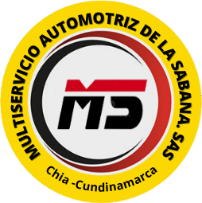 MULTISERVICIO AUTOMOTRIZ DE LA SABANA. SAS
MS
Chia -Cundinamarca